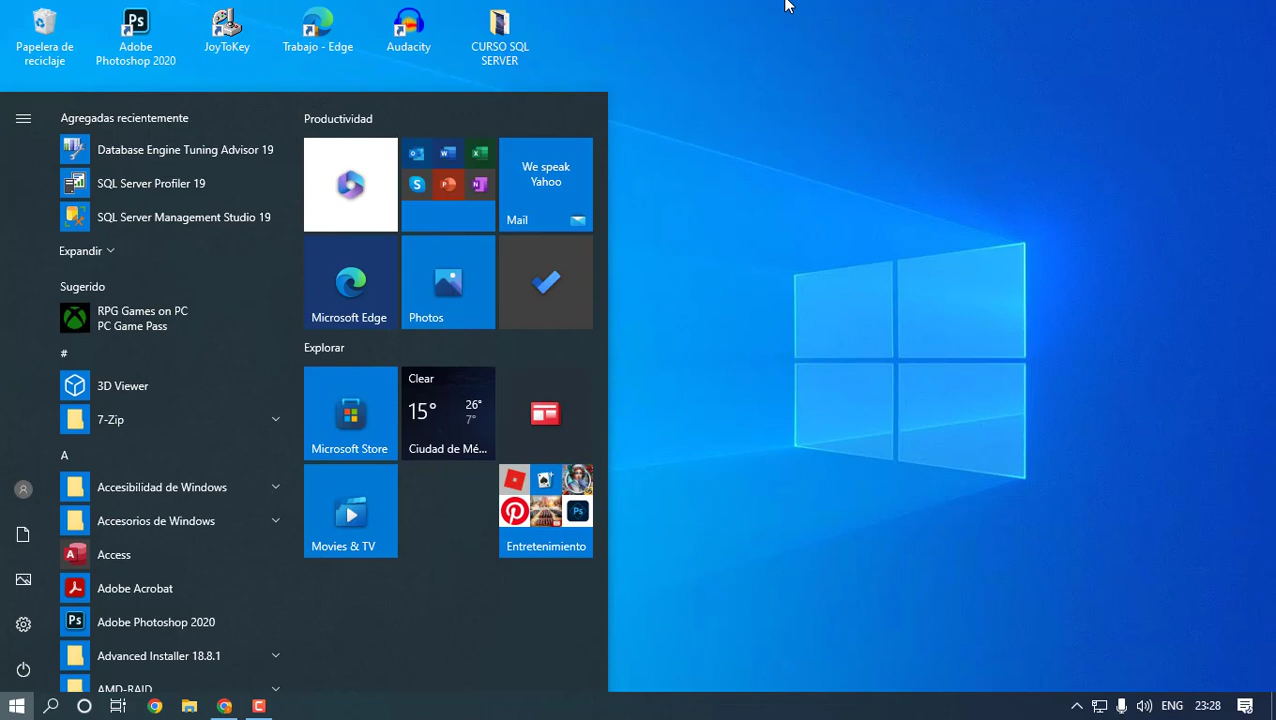 Papelera de
reciclaje
Adobe
Photoshop 2020
JoyToKey
Trabajo - Edge
Audacity
CURSO SQL
SERVER
Agregadas recientemente
Database Engine Tuning Advisor 19
SQL Server Profiler 19
SQL Server Management Studio 19
Expandir
Sugerido
RPG Games on PC
PC Game Pass
#
3D Viewer
7-Zip
A
Accesibilidad de Windows
Accesorios de Windows
Access
Adobe Acrobat
Adobe Photoshop 2020
Advanced Installer 18.8.1
AMD-RAID
Productividad
We speak
Yahoo
Mail
Microsoft Edge
Photos
Explorar
Microsoft Store
Clear
15°
26°
7°
Ciudad de Mé...
Movies & TV
Entretenimiento
ENG
23:28